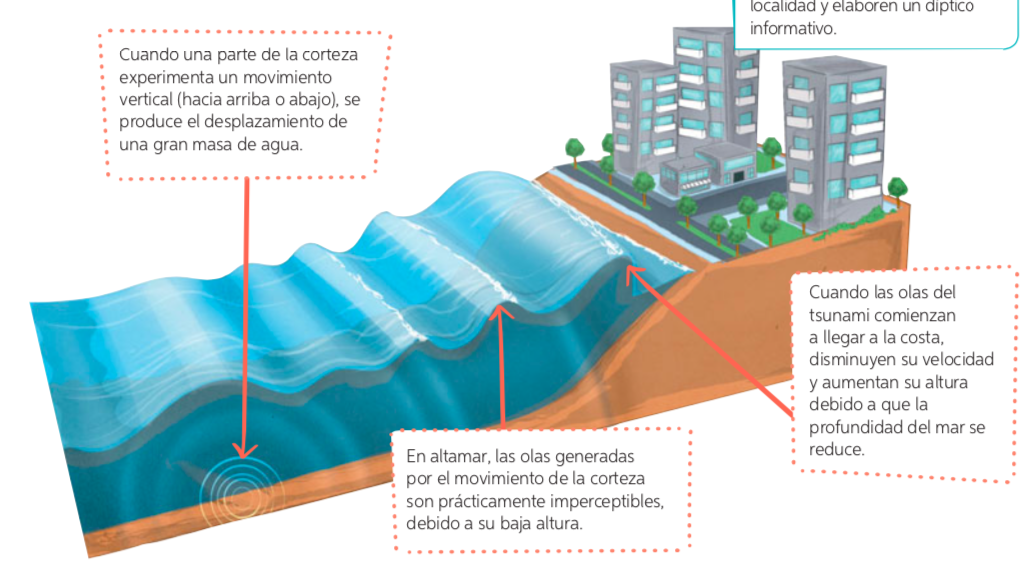 localidad y elaboren un díptico
informativo.
Cuando una parte de la corteza
experimenta un movimiento
vertical (hacia arriba o abajo), se
produce el desplazamiento de
una gran masa de agua.
Cuando las olas del
tsunami comienzan
a llegar a la costa,
disminuyen su velocidad
y aumentan su altura
debido a que la
profundidad del mar se
reduce.
En altamar, las olas generadas
por el movimiento de la corteza
son prácticamente imperceptibles,
debido a su baja altura.